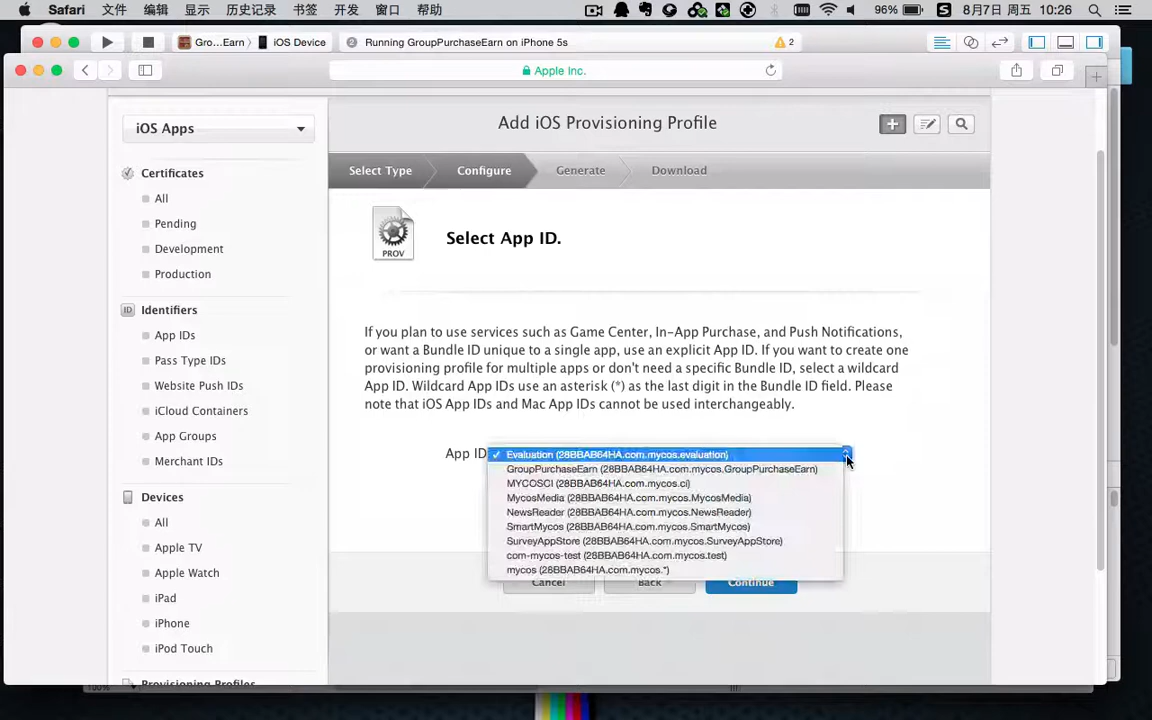 Safari 文件 编辑 显示 历史记录 书签 开发 窗口 帮助 96% 8月7日 周五 10:26
Gro...Earn 〉 iOS Device Running GroupPurchaseEarn on iPhone 5s 2
Apple Inc.
iOS Apps
Add iOS Provisioning Profile
Select Type Configure Generate Download
Certificates
All
Pending
Development
Production
ID Identifiers
App IDs
Pass Type IDs
Website Push IDs
iCloud Containers
App Groups
Merchant IDs
Devices
All
Apple TV
Apple Watch
iPad
iPhone
iPod Touch
Provisioning Profiles
PROV
Select App ID.
If you plan to use services such as Game Center, In-App Purchase, and Push Notifications,
or want a Bundle ID unique to a single app, use an explicit App ID. If you want to create one
provisioning profile for multiple apps or don't need a specific Bundle ID, select a wildcard
App ID. Wildcard App IDs use an asterisk (*) as the last digit in the Bundle ID field. Please
note that iOS App IDs and Mac App IDs cannot be used interchangeably.
App ID
✓ Evaluation (28BBAB64HA.com.mycos.evaluation)
GroupPurchaseEarn (28BBAB64HA.com.mycos.GroupPurchaseEarn)
MYCOSCI (28BBAB64HA.com.mycos.ci)
MycosMedia (28BBAB64HA.com.mycos.MycosMedia)
NewsReader (28BBAB64HA.com.mycos.NewsReader)
SmartMycos (28BBAB64HA.com.mycos.SmartMycos)
SurveyAppStore (28BBAB64HA.com.mycos.SurveyAppStore)
com-mycos-test (28BBAB64HA.com.mycos.test)
mycos (28BBAB64HA.com.mycos.*)
Cancel Back Continue
100%